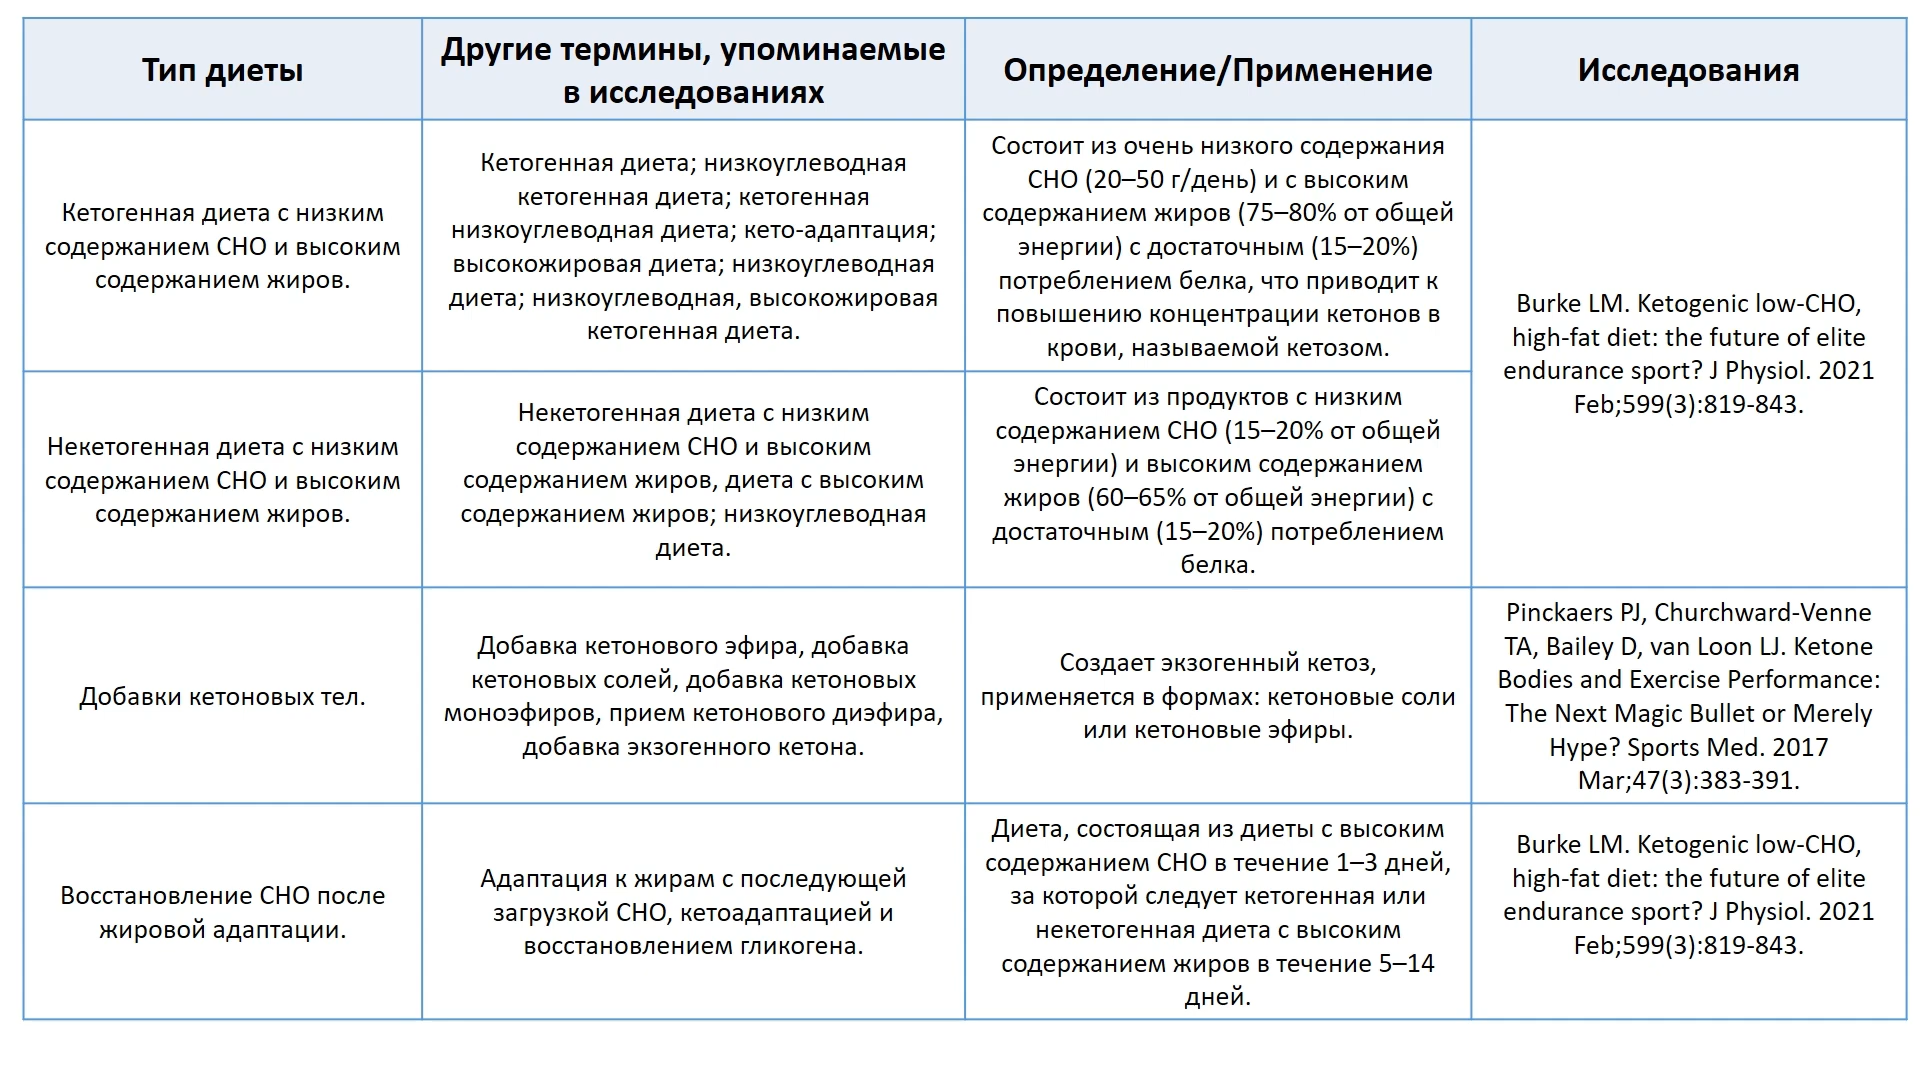 Тип диеты
Другие термины, упоминаемые
в исследованиях
Определение/Применение
Исследования
Кетогенная диета с низким
содержанием СНО и высоким
содержанием жиров.
Кетогенная диета; низкоуглеводная
кетогенная диета; кетогенная
низкоуглеводная диета; кето-адаптация;
высокожировая диета; низкоуглеводная
диета; низкоуглеводная, высокожировая
кетогенная диета.
Состоит из очень низкого содержания
СНО (20–50 г/день) и с высоким
содержанием жиров (75–80% от общей
энергии) с достаточным (15–20%)
потреблением белка, что приводит к
повышению концентрации кетонов в
крови, называемой кетозом.
Burke LM. Ketogenic low-CHO,
high-fat diet: the future of elite
endurance sport? J Physiol. 2021
Feb;599(3):819-843.
Некетогенная диета с низким
содержанием СНО и высоким
содержанием жиров.
Некетогенная диета с низким
содержанием СНО и высоким
содержанием жиров, диета с высоким
содержанием жиров; низкоуглеводная
диета.
Состоит из продуктов с низким
содержанием СНО (15–20% от общей
энергии) и высоким содержанием
жиров (60–65% от общей энергии) с
достаточным (15–20%) потреблением
белка.
Добавки кетоновых тел.
Добавка кетонового эфира, добавка
кетоновых солей, добавка кетоновых
моноэфиров, прием кетонового диэфира,
добавка экзогенного кетона.
Создает экзогенный кетоз,
применяется в формах: кетоновые соли
или кетоновые эфиры.
Pinckaers PJ, Churchward-Venne
TA, Bailey D, van Loon LJ. Ketone
Bodies and Exercise Performance:
The Next Magic Bullet or Merely
Hype? Sports Med. 2017
Mar;47(3):383-391.
Восстановление СНО после
жировой адаптации.
Адаптация к жирам с последующей
загрузкой СНО, кетоадаптацией и
восстановлением гликогена.
Диета, состоящая из диеты с высоким
содержанием СНО в течение 1–3 дней,
за которой следует кетогенная или
некетогенная диета с высоким
содержанием жиров в течение 5–14
дней.
Burke LM. Ketogenic low-CHO,
high-fat diet: the future of elite
endurance sport? J Physiol. 2021
Feb;599(3):819-843.